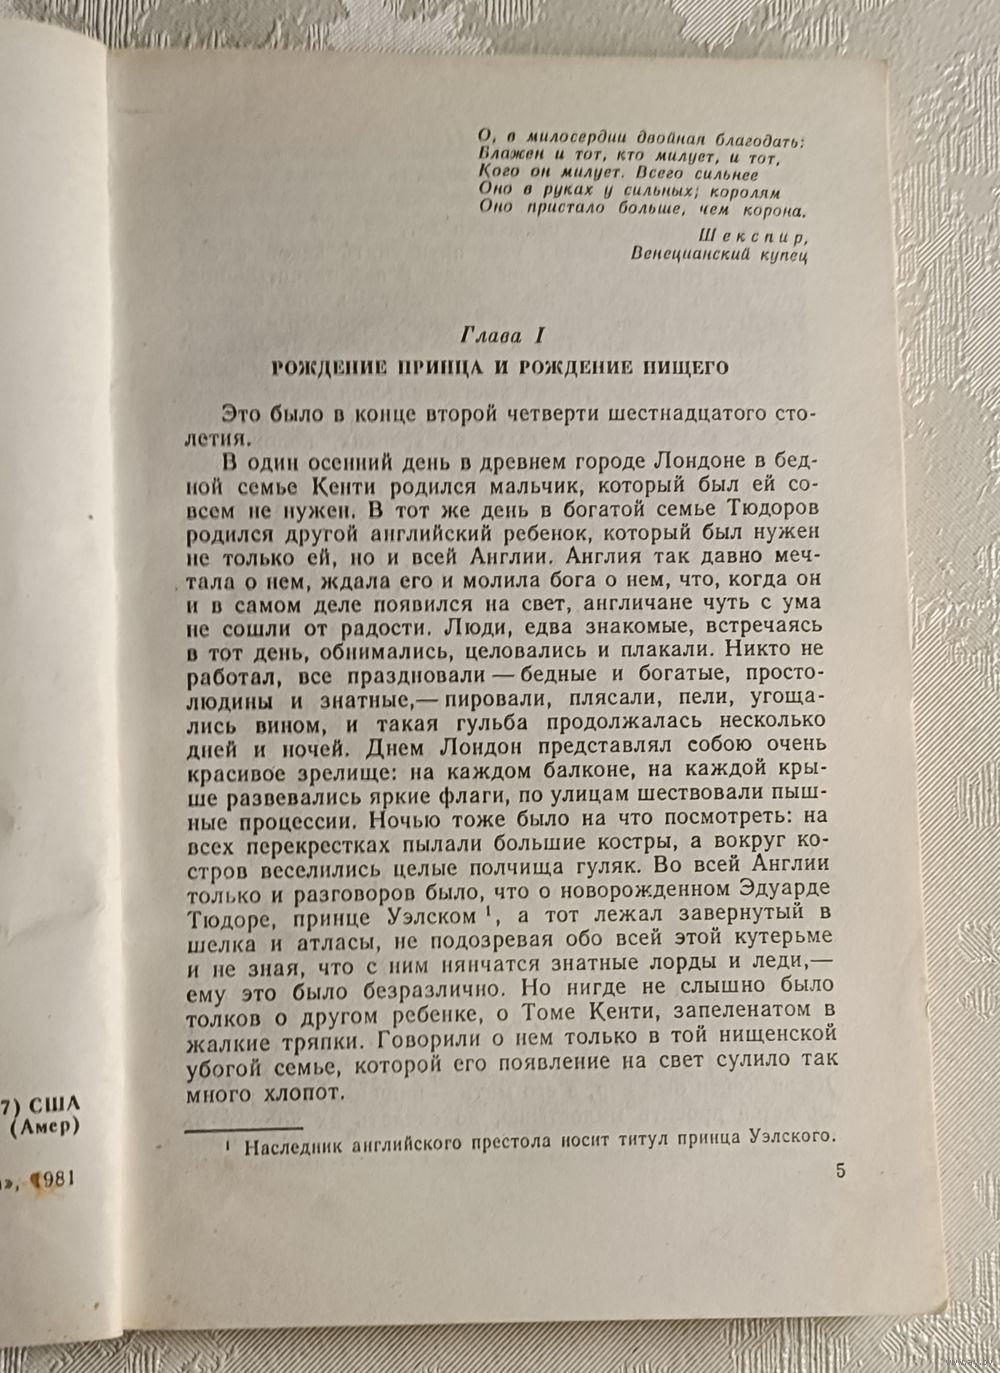 О, в милосердии двойная благодать:
Блажен и тот, кто милует, и тот,
Кого он милует. Всего сильнее
Оно в руках у сильных; королям
Оно пристало больше, чем корона.
Шекспир,
Венецианский купец
Глава I
РОЖДЕНИЕ ПРИНЦА И РОЖДЕНИЕ НИЩЕГО
Это было в конце второй четверти шестнадцатого сто-
летия.
В один осенний день в древнем городе Лондоне в бед-
ной семье Кенти родился мальчик, который был ей со-
всем не нужен. В тот же день в богатой семье Тюдоров
родился другой английский ребенок, который был нужен
не только ей, но и всей Англии. Англия так давно меч-
тала о нем, ждала его и молила бога о нем, что, когда он
и в самом деле появился на свет, англичане чуть с ума
не сошли от радости. Люди, едва знакомые, встречаясь
в тот день, обнимались, целовались и плакали. Никто не
работал, все праздновали — бедные и богатые, просто-
людины и знатные,— пировали, плясали, пели, угоща-
лись вином, и такая гульба продолжалась несколько
дней и ночей. Днем Лондон представлял собою очень
красивое зрелище: на каждом балконе, на каждой кры-
ше развевались яркие флаги, по улицам шествовали пыш-
ные процессии. Ночью тоже было на что посмотреть: на
всех перекрестках пылали большие костры, а вокруг ко-
стров веселились целые полчища гуляк. Во всей Англии
только и разговоров было, что о новорожденном Эдуарде
Тюдоре, принце Уэлском ¹, а тот лежал завернутый в
шелка и атласы, не подозревая обо всей этой кутерьме
и не зная, что с ним нянчатся знатные лорды и леди,—
ему это было безразлично. Но нигде не слышно было
толков о другом ребенке, о Томе Кенти, запеленатом в
жалкие тряпки. Говорили о нем только в той нищенской
убогой семье, которой его появление на свет сулило так
много хлопот.
¹ Наследник английского престола носит титул принца Уэлского.
5
7) США
(Амер)
», 1981